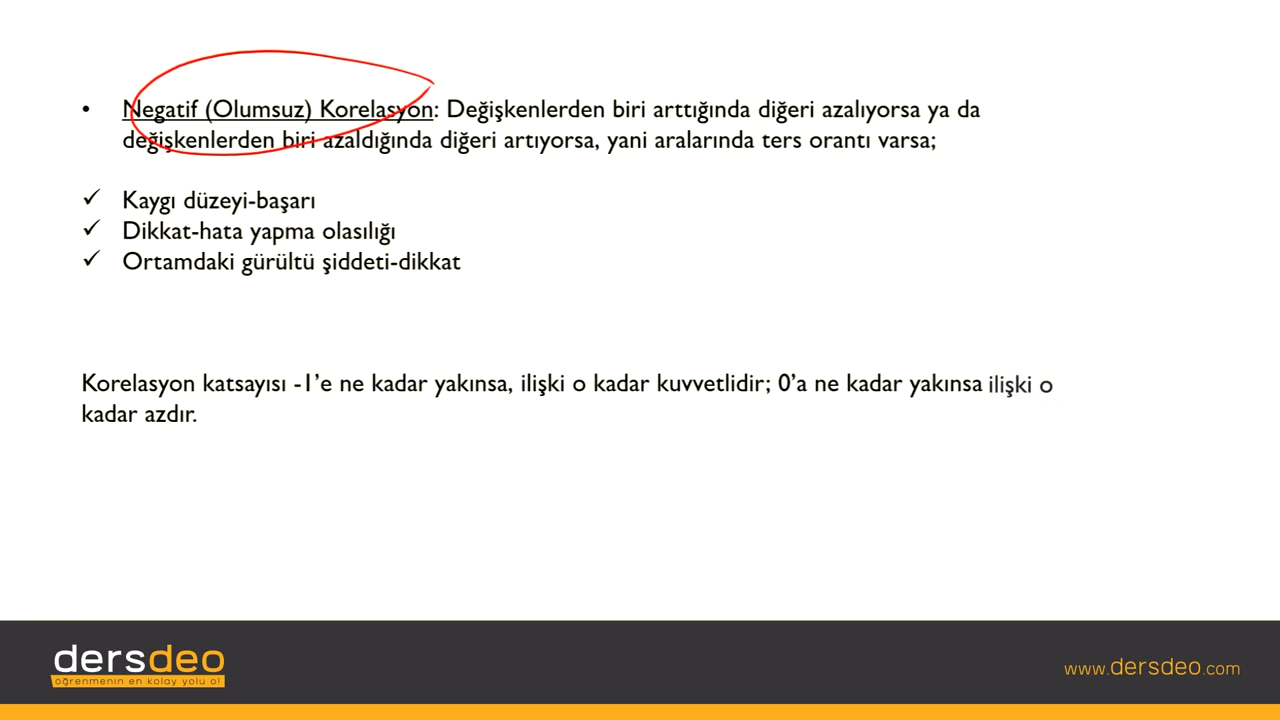 • Negatif (Olumsuz) Korelasyon: Değişkenlerden biri arttığında diğeri azalıyorsa ya da
değişkenlerden biri azaldığında diğeri artıyorsa, yani aralarında ters orantı varsa;
✓ Kaygı düzeyi-başarı
✓ Dikkat-hata yapma olasılığı
✓ Ortamdaki gürültü şiddeti-dikkat
Korelasyon katsayısı -1’e ne kadar yakınsa, ilişki o kadar kuvvetlidir; 0’a ne kadar yakınsa ilişki o
kadar azdır.
dersdeo
öğrenmenin en kolay yolu o!
www.dersdeo.com